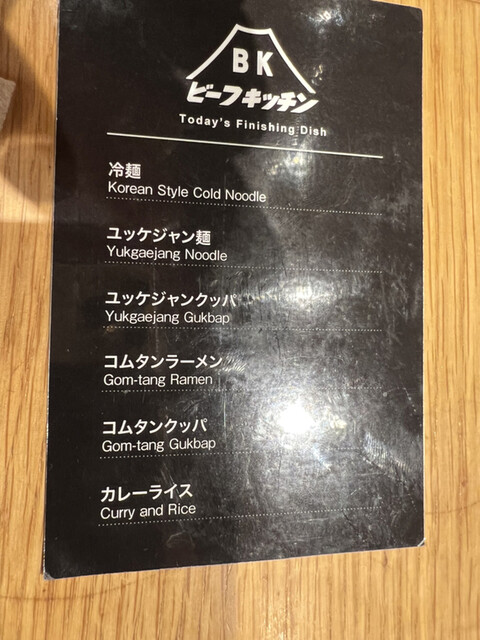 BK
ビーフキッチン
Today's Finishing Dish
冷麺
Korean Style Cold Noodle
ユッケジャン麺
Yukgaejang Noodle
ユッケジャンクッパ
Yukgaejang Gukbap
コムタンラーメン
Gom-tang Ramen
コムタンクッパ
Gom-tang Gukbap
カレーライス
Curry and Rice